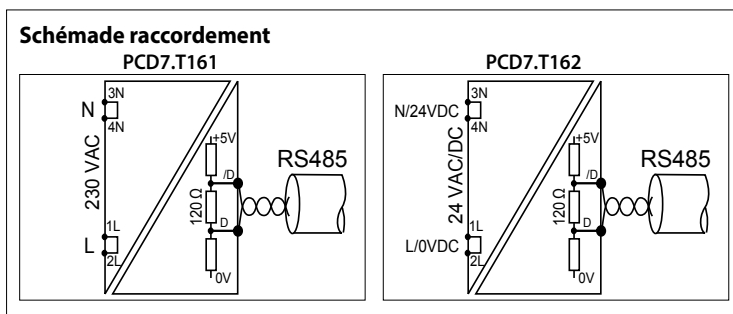 Schémade raccordement
PCD7.T161
3N
N
4N
230 VAC
1L
L
2L
+5V
/D
120 Ω
D
0V
RS485
PCD7.T162
3N
N/24VDC
4N
24 VAC/DC
1L
L/0VDC
2L
+5V
/D
120 Ω
D
0V
RS485